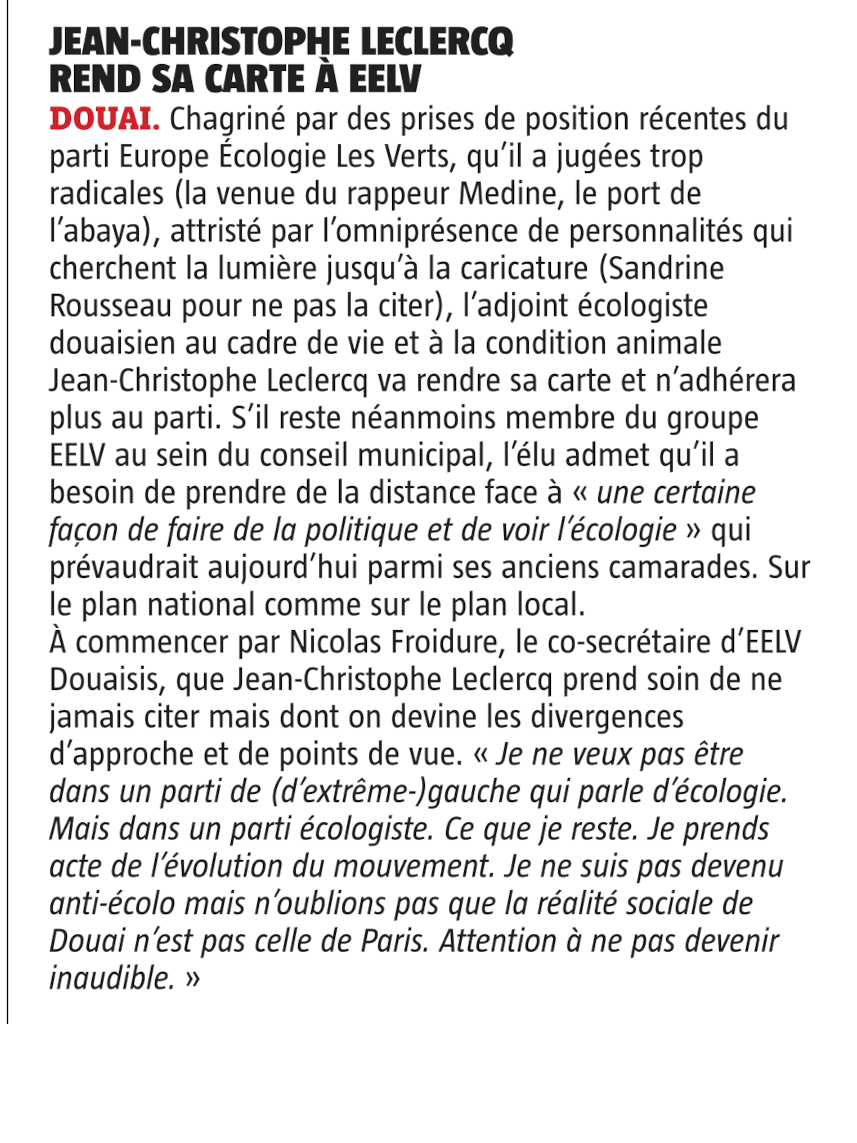 JEAN-CHRISTOPHE LECLERCQ
REND SA CARTE À EELV
DOUAI. Chagriné par des prises de position récentes du
parti Europe Écologie Les Verts, qu’il a jugées trop
radicales (la venue du rappeur Medine, le port de
l’abaya), attristé par l’omniprésence de personnalités qui
cherchent la lumière jusqu’à la caricature (Sandrine
Rousseau pour ne pas la citer), l’adjoint écologiste
douaisien au cadre de vie et à la condition animale
Jean-Christophe Leclercq va rendre sa carte et n’adhérera
plus au parti. S’il reste néanmoins membre du groupe
EELV au sein du conseil municipal, l’élu admet qu’il a
besoin de prendre de la distance face à « une certaine
façon de faire de la politique et de voir l’écologie » qui
prévaudrait aujourd’hui parmi ses anciens camarades. Sur
le plan national comme sur le plan local.
À commencer par Nicolas Froidure, le co-secrétaire d’EELV
Douaisis, que Jean-Christophe Leclercq prend soin de ne
jamais citer mais dont on devine les divergences
d’approche et de points de vue. « Je ne veux pas être
dans un parti de (d’extrême-)gauche qui parle d’écologie.
Mais dans un parti écologiste. Ce que je reste. Je prends
acte de l’évolution du mouvement. Je ne suis pas devenu
anti-écolo mais n’oublions pas que la réalité sociale de
Douai n’est pas celle de Paris. Attention à ne pas devenir
inaudible. »